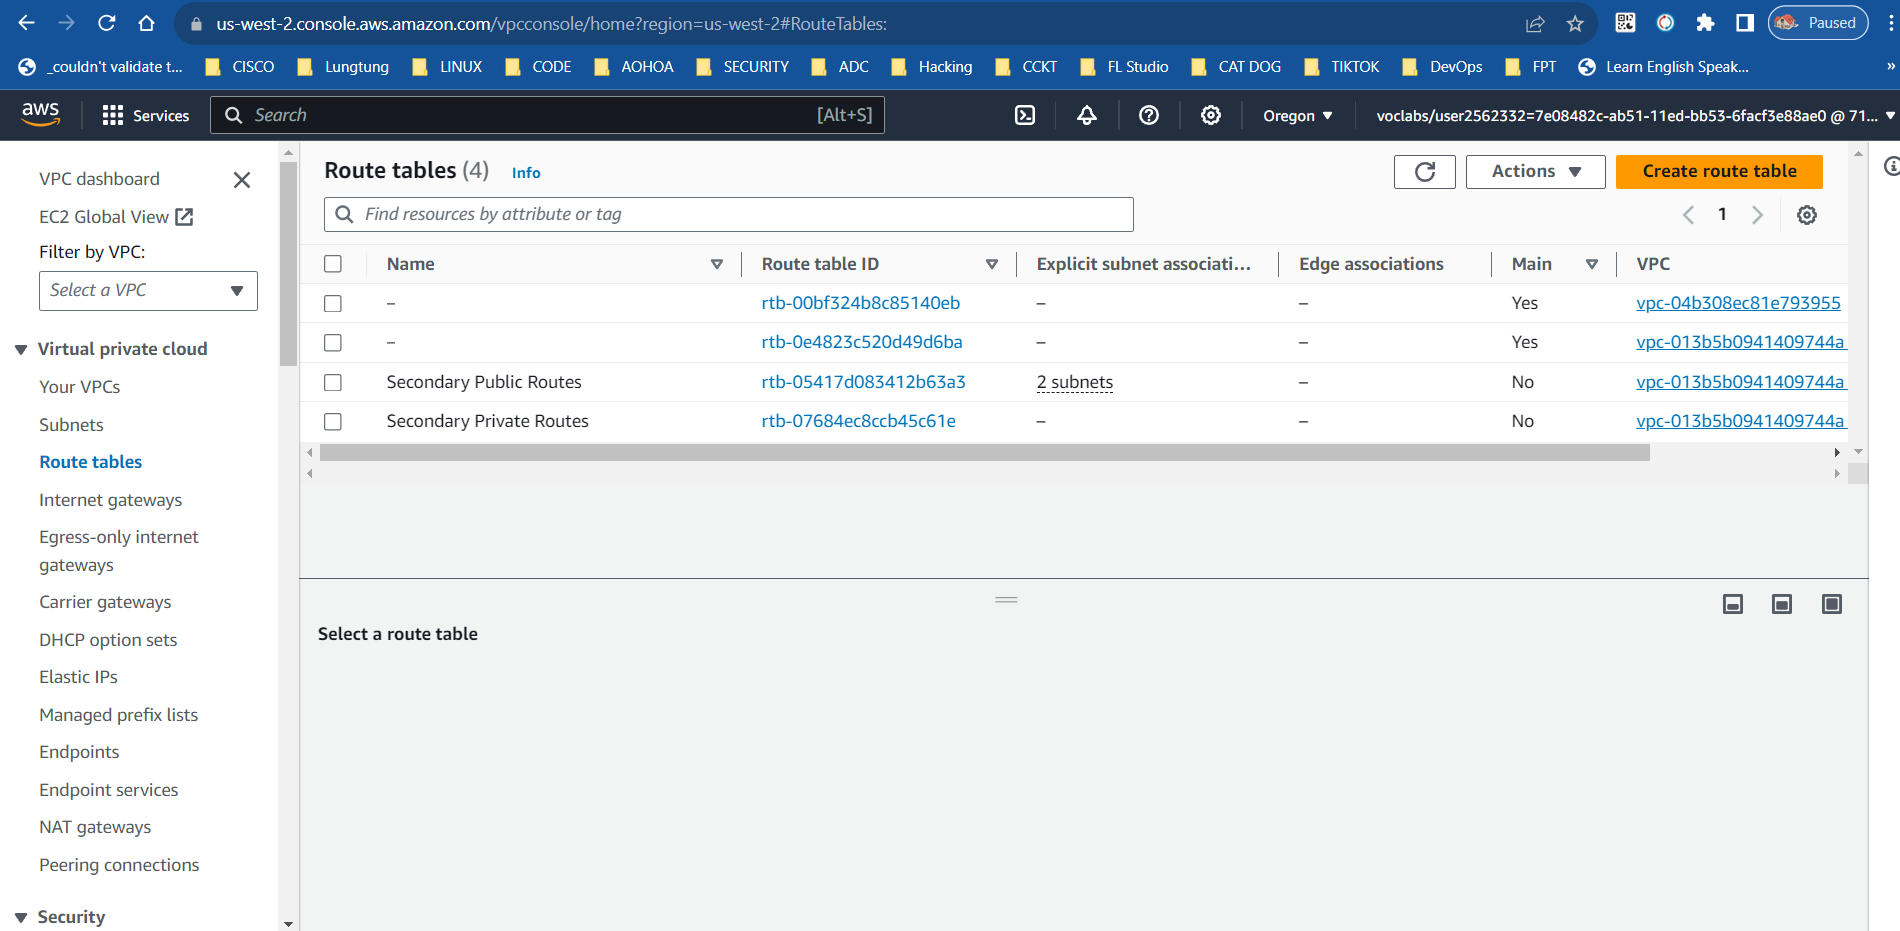 us-west-2.console.aws.amazon.com/vpcconsole/home?region=us-west-2#RouteTables:
Paused
_couldn't validate t...
CISCO
Lungtung
LINUX
CODE
AOHOA
SECURITY
ADC
Hacking
CCKT
FL Studio
CAT DOG
TIKTOK
DevOps
FPT
Learn English Speak...
»
aws
Services
Search
[Alt+S]
Oregon
voclabs/user2562332=7e08482c-ab51-11ed-bb53-6facf3e88ae0 @ 71...
VPC dashboard
EC2 Global View
Filter by VPC:
Select a VPC
Virtual private cloud
Your VPCs
Subnets
Route tables
Internet gateways
Egress-only internet
gateways
Carrier gateways
DHCP option sets
Elastic IPs
Managed prefix lists
Endpoints
Endpoint services
NAT gateways
Peering connections
Security
Route tables (4) Info
Actions
Create route table
Find resources by attribute or tag
1
Name Route table ID Explicit subnet associati... Edge associations Main VPC
– rtb-00bf324b8c85140eb – – Yes vpc-04b308ec81e793955
– rtb-0e4823c520d49d6ba – – Yes vpc-013b5b0941409744a
Secondary Public Routes rtb-05417d083412b63a3 2 subnets – No vpc-013b5b0941409744a
Secondary Private Routes rtb-07684ec8ccb45c61e – – No vpc-013b5b0941409744a
Select a route table